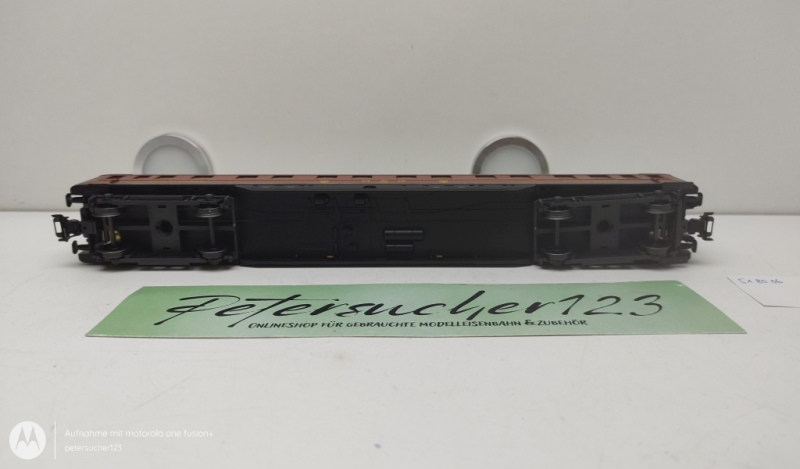 Petersucher123
ONLINESHOP FÜR GEBRAUCHTE MODELLEISENBAHN & ZUBEHÖR
Aufnahme mit motorola one fusion+
petersucher123